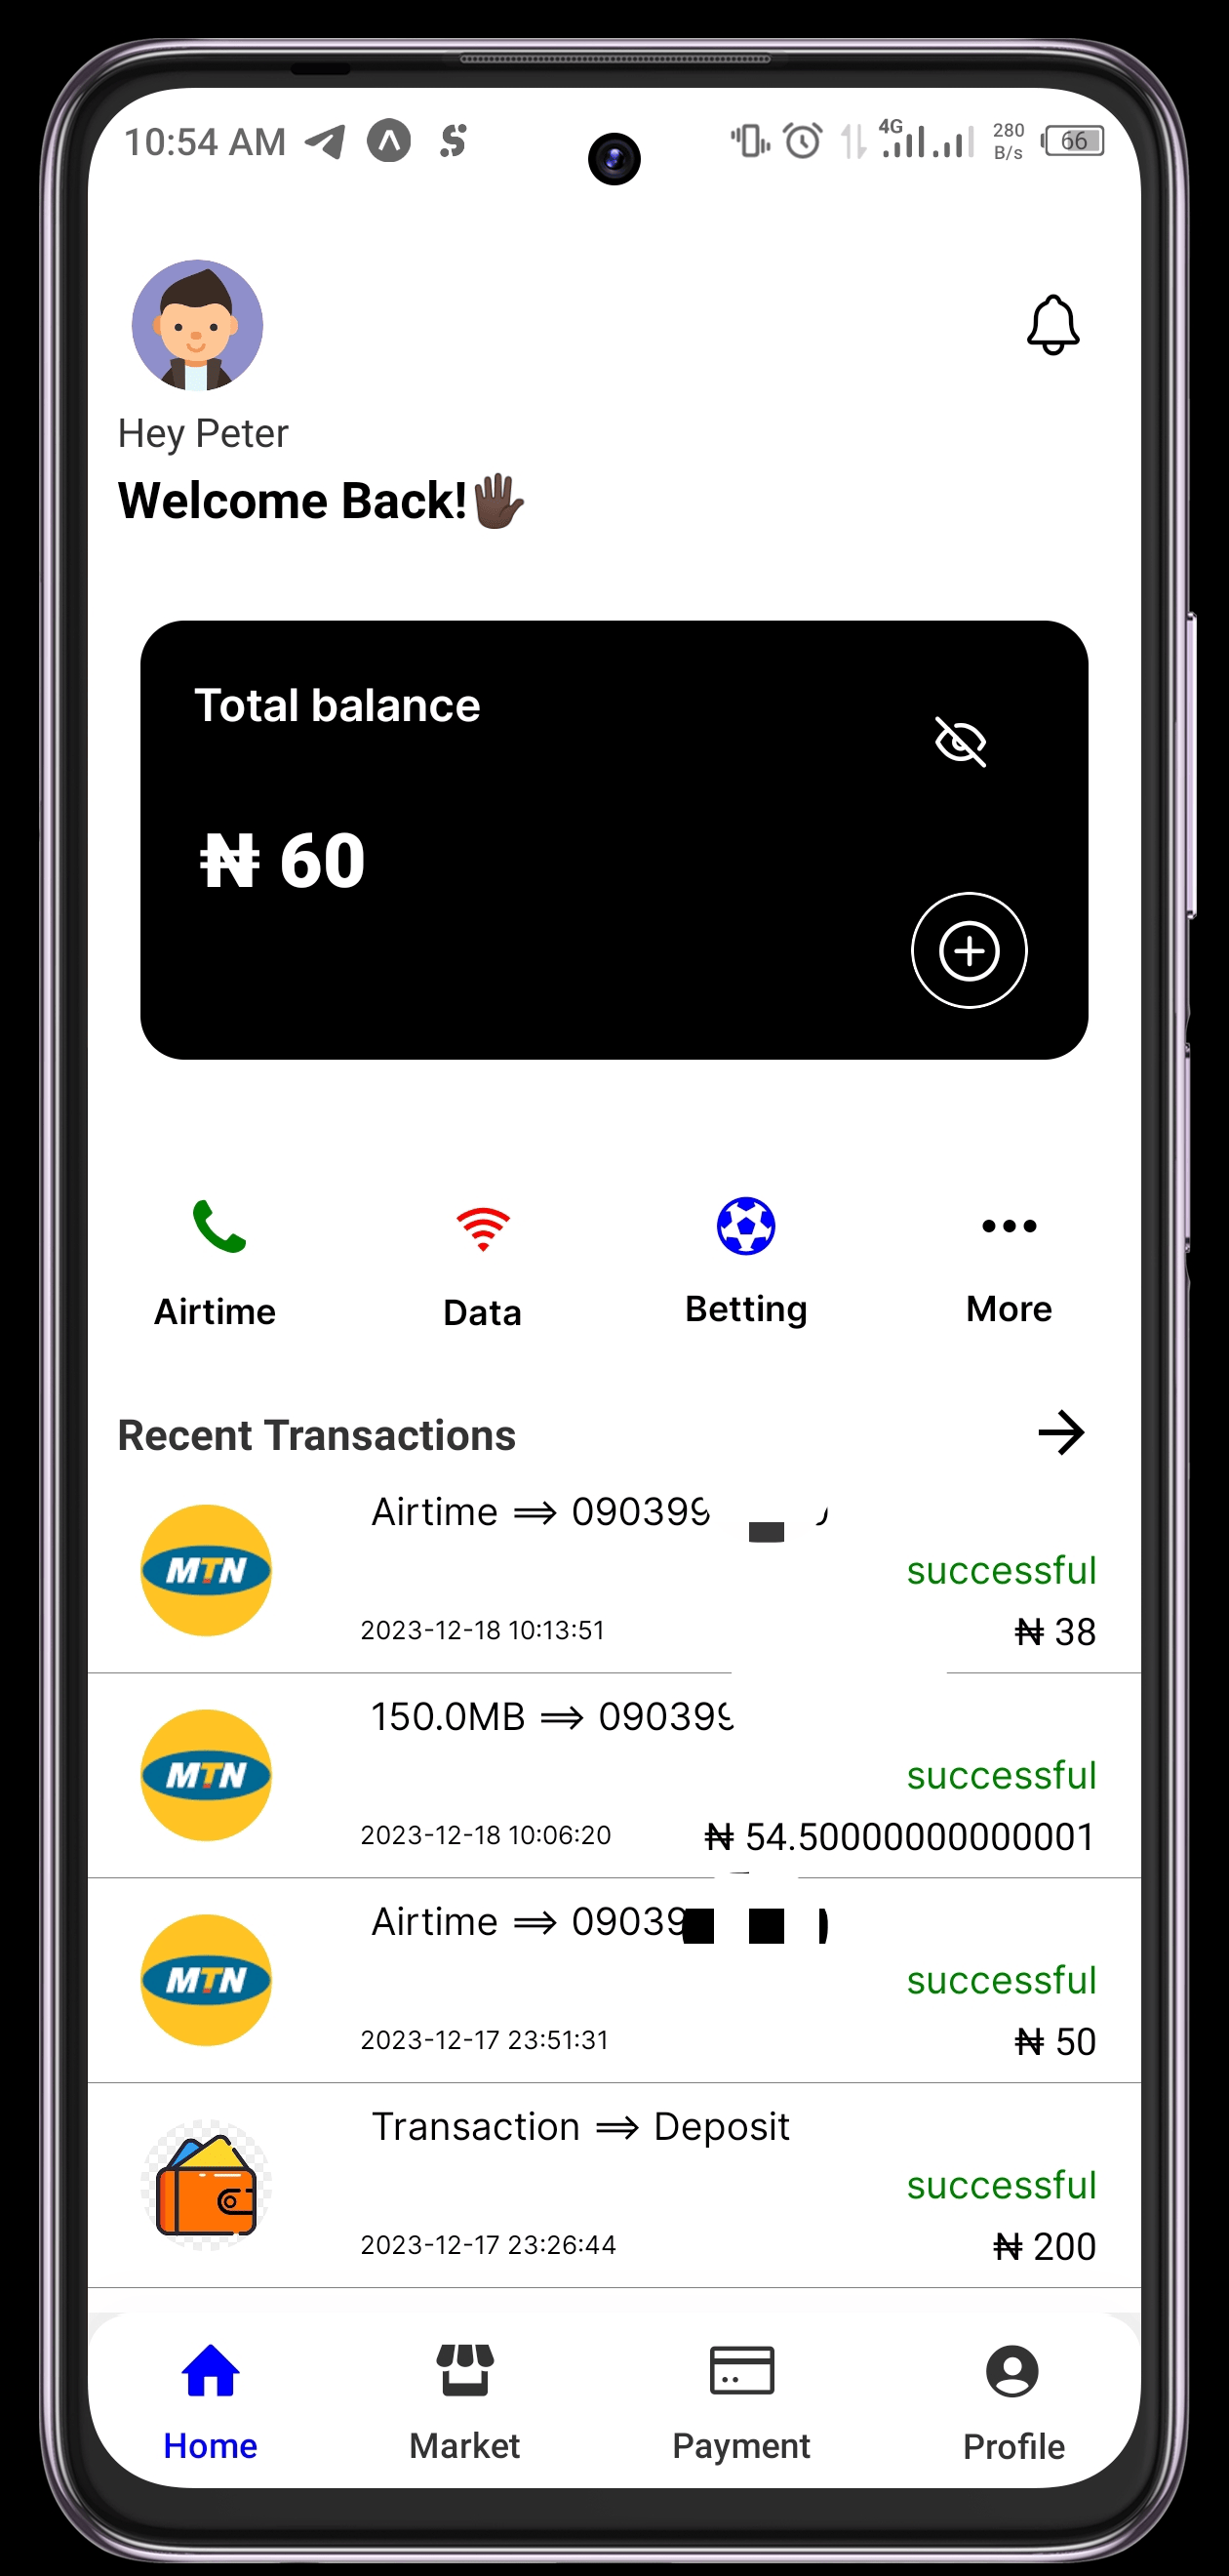 10:54 AM
4G
280
B/s
66
Hey Peter
Welcome Back!🖐🏿
Total balance
₦ 60
Airtime
Data
Betting
More
Recent Transactions
MTN
Airtime ⟹ 090399
successful
2023-12-18 10:13:51
₦ 38
MTN
150.0MB ⟹ 090399
successful
2023-12-18 10:06:20
₦ 54.50000000000001
MTN
Airtime ⟹ 09039
successful
2023-12-17 23:51:31
₦ 50
Transaction ⟹ Deposit
successful
2023-12-17 23:26:44
₦ 200
Home
Market
Payment
Profile